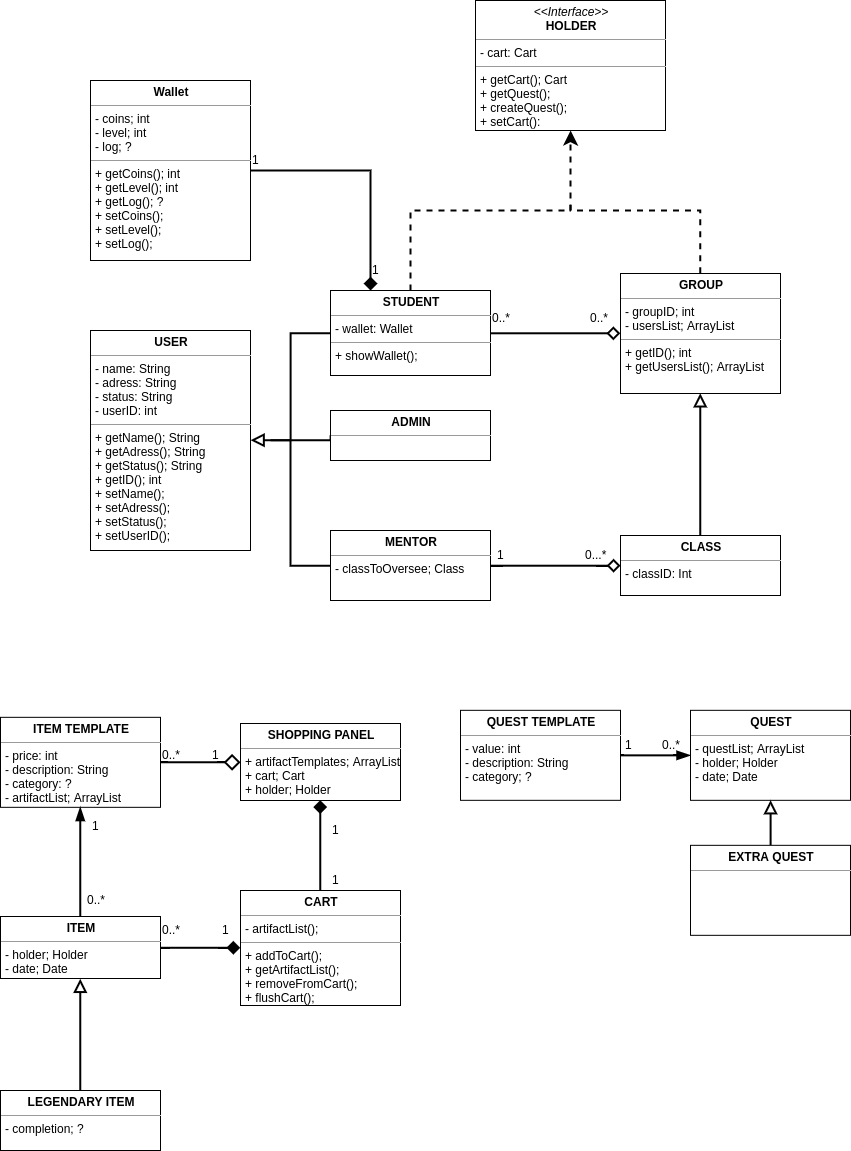 <<Interface>>
HOLDER
- cart: Cart
+ getCart(); Cart
+ getQuest();
+ createQuest();
+ setCart():
Wallet
- coins; int
- level; int
- log; ?
+ getCoins(); int
+ getLevel(); int
+ getLog(); ?
+ setCoins();
+ setLevel();
+ setLog();
1
1
STUDENT
- wallet: Wallet
+ showWallet();
0..*
0..*
GROUP
- groupID; int
- usersList; ArrayList
+ getID(); int
+ getUsersList(); ArrayList
USER
- name: String
- adress: String
- status: String
- userID: int
+ getName(); String
+ getAdress(); String
+ getStatus(); String
+ getID(); int
+ setName();
+ setAdress();
+ setStatus();
+ setUserID();
ADMIN
MENTOR
- classToOversee; Class
1
0...*
CLASS
- classID: Int
ITEM TEMPLATE
- price: int
- description: String
- category: ?
- artifactList; ArrayList
0..*
1
SHOPPING PANEL
+ artifactTemplates; ArrayList
+ cart; Cart
+ holder; Holder
QUEST TEMPLATE
- value: int
- description: String
- category; ?
1
0..*
QUEST
- questList; ArrayList
- holder; Holder
- date; Date
1
0..*
1
1
EXTRA QUEST
ITEM
- holder; Holder
- date; Date
0..*
1
CART
- artifactList();
+ addToCart();
+ getArtifactList();
+ removeFromCart();
+ flushCart();
LEGENDARY ITEM
- completion; ?